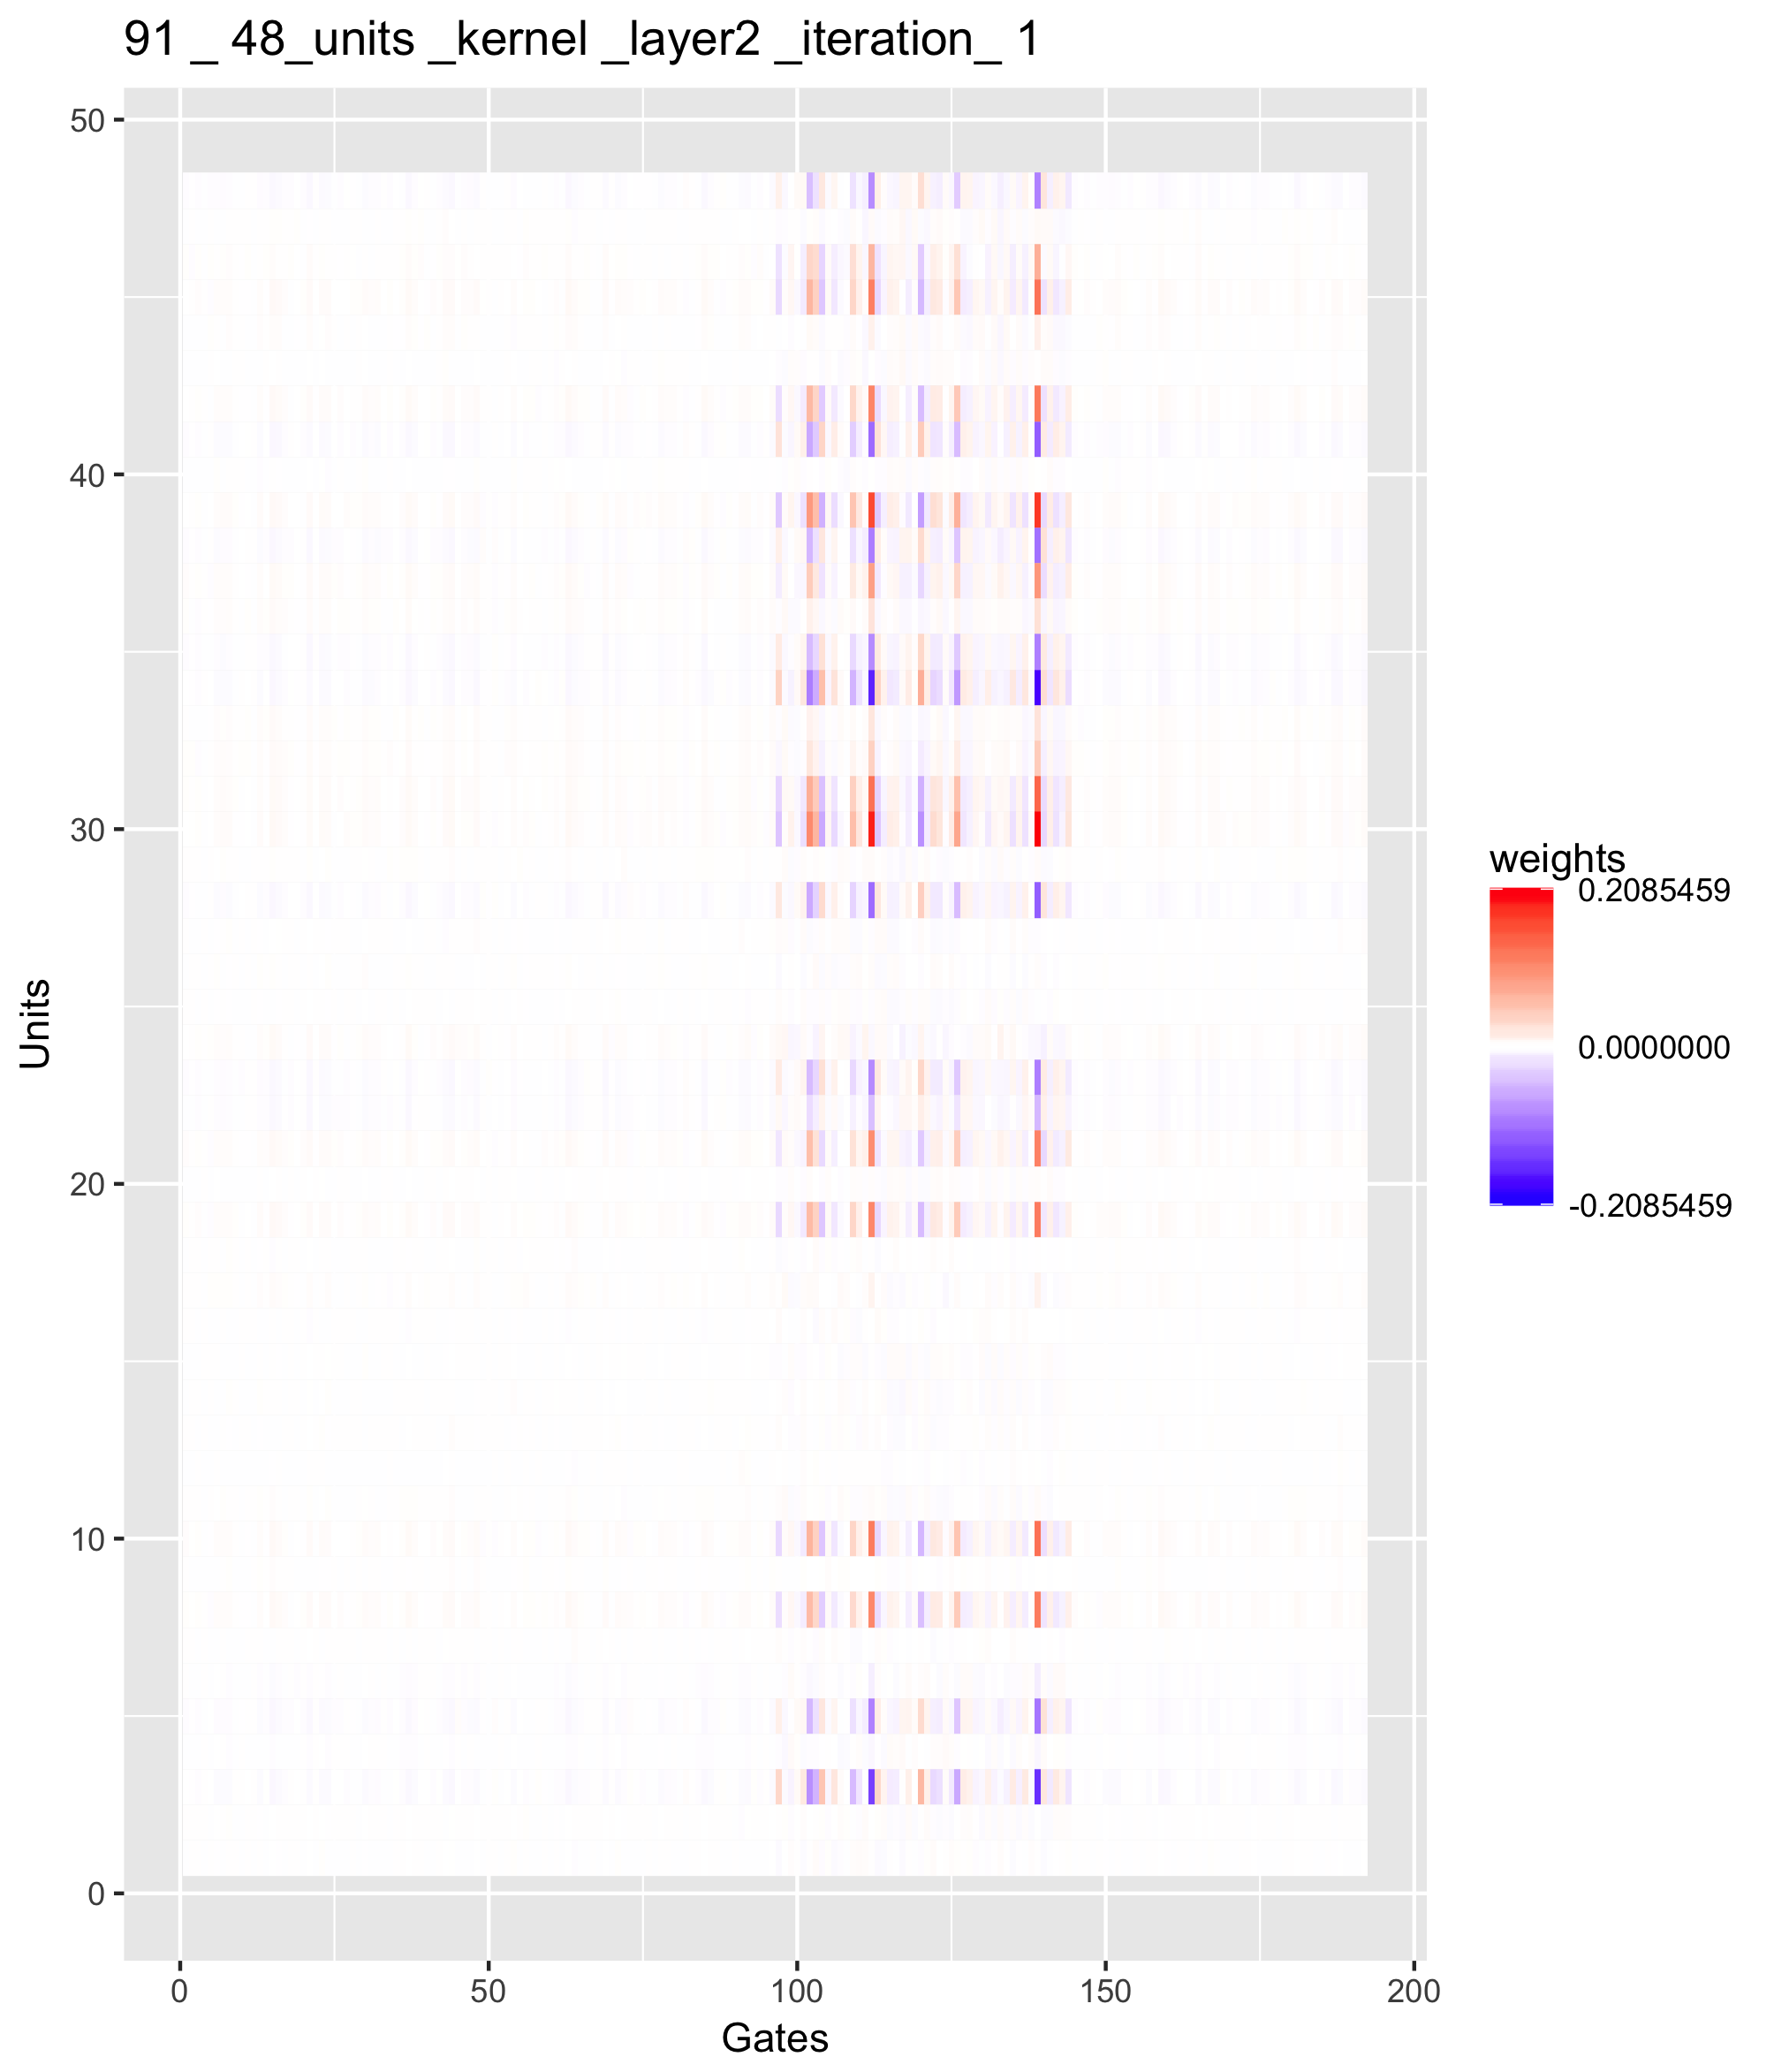 91 _ 48_units _kernel _layer2 _iteration_ 1
50
40
30
20
10
0
Units
0 50 100 150 200
Gates
weights
0.2085459
0.0000000
-0.2085459